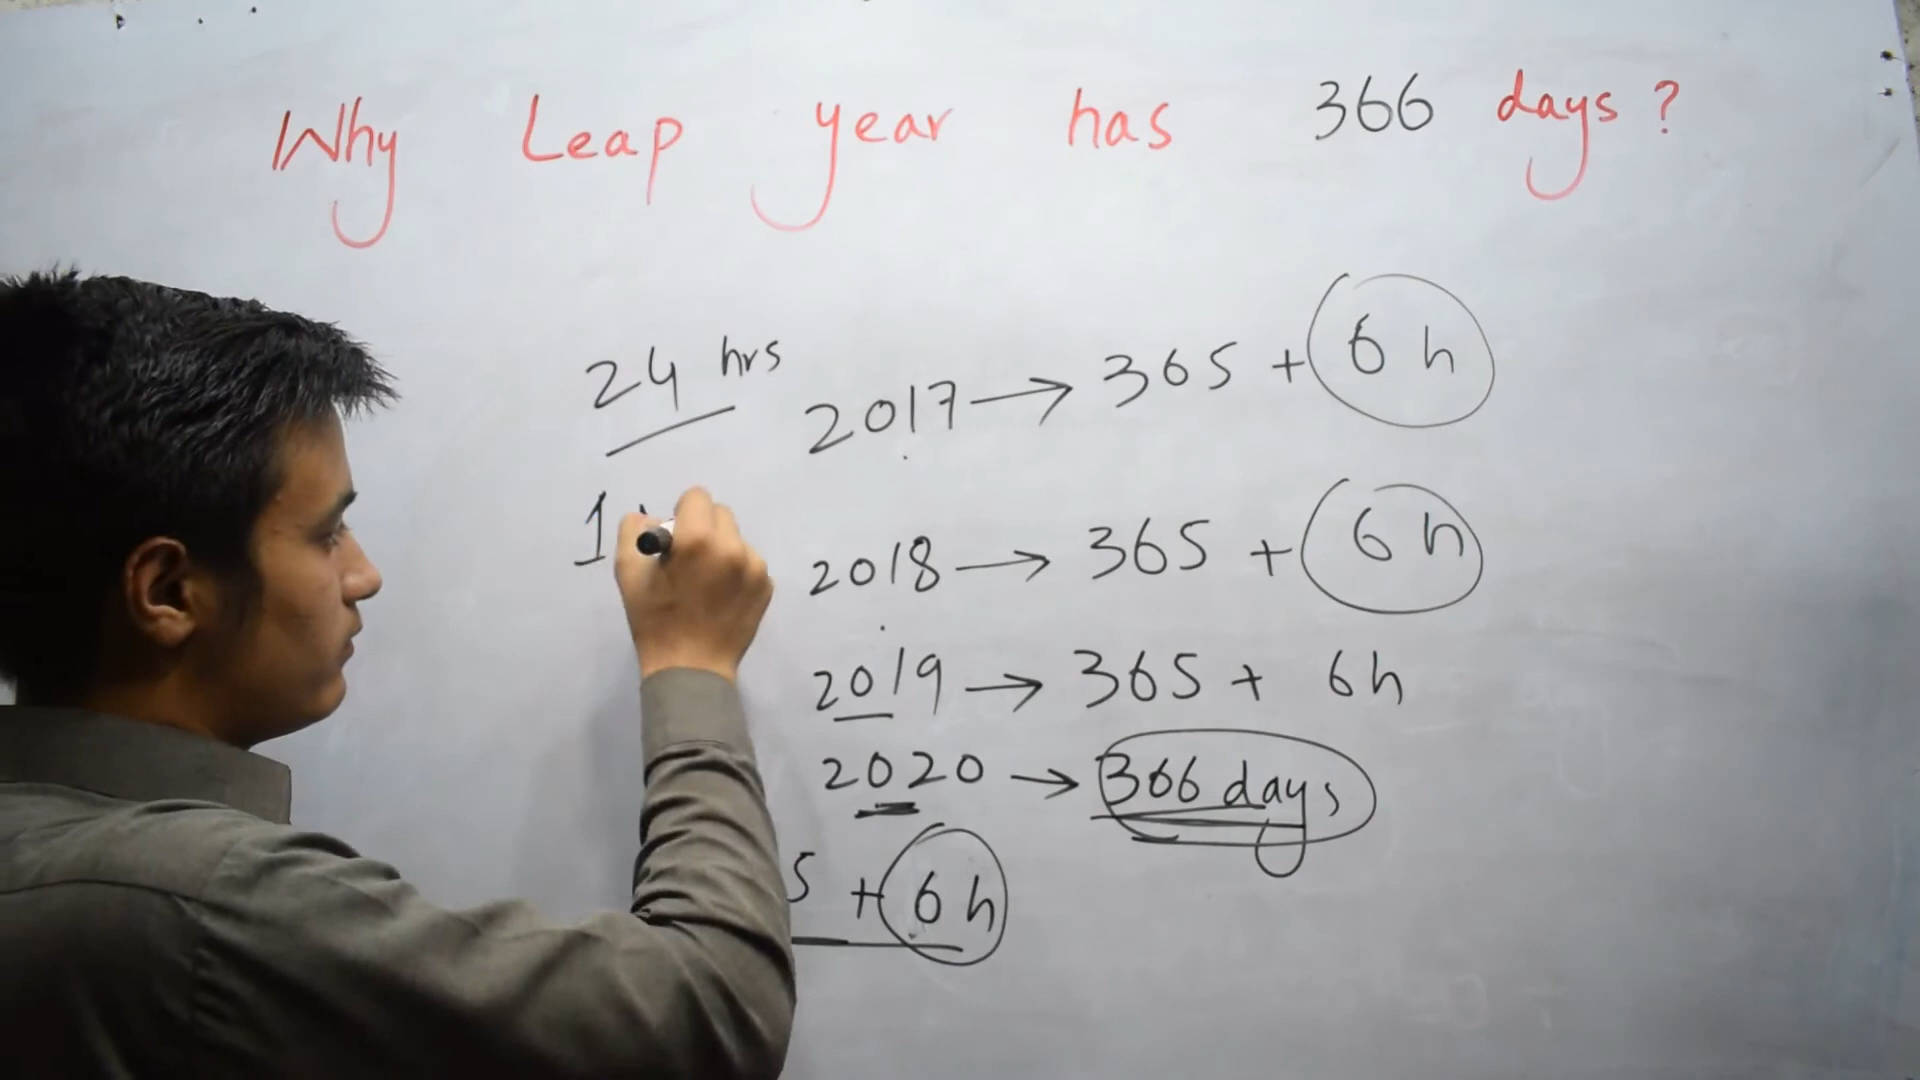 Why Leap year has 366 days?
24 hrs
2017 → 365 + 6 h
1
2018 → 365 + 6 h
2019 → 365 + 6h
2020 → 366 days
5 + 6 h